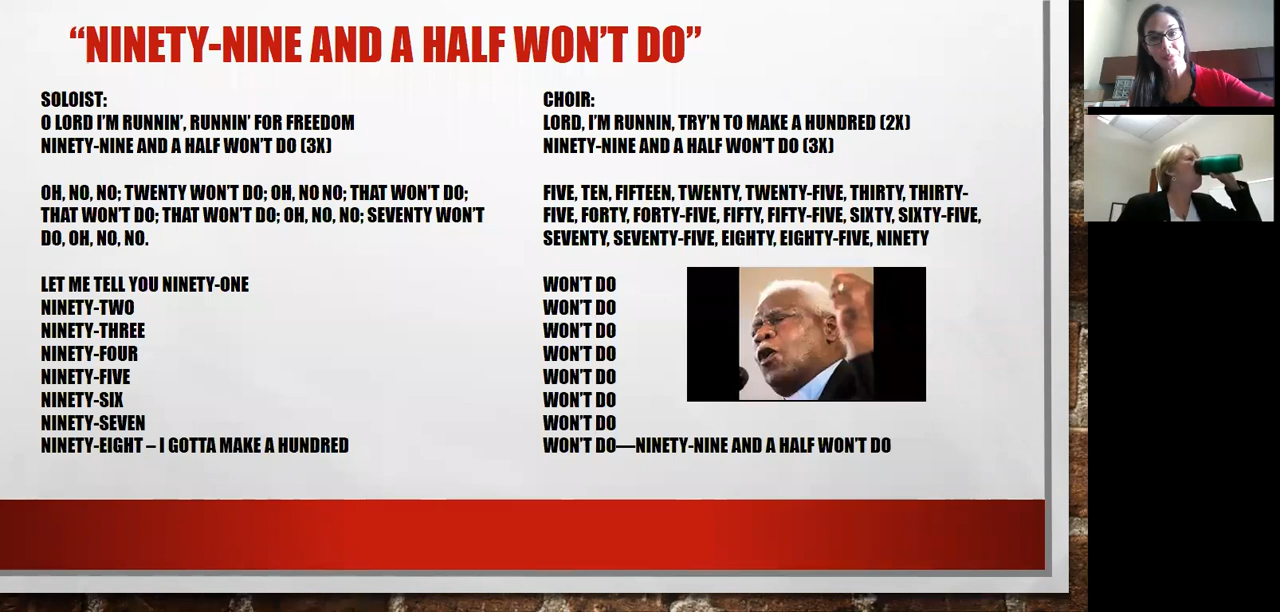 “NINETY-NINE AND A HALF WON’T DO”
SOLOIST:
O LORD I’M RUNNIN’, RUNNIN’ FOR FREEDOM
NINETY-NINE AND A HALF WON’T DO (3X)
OH, NO, NO; TWENTY WON’T DO; OH, NO NO; THAT WON’T DO;
THAT WON’T DO; THAT WON’T DO; OH, NO, NO; SEVENTY WON’T
DO, OH, NO, NO.
LET ME TELL YOU NINETY-ONE
NINETY-TWO
NINETY-THREE
NINETY-FOUR
NINETY-FIVE
NINETY-SIX
NINETY-SEVEN
NINETY-EIGHT – I GOTTA MAKE A HUNDRED
CHOIR:
LORD, I’M RUNNIN, TRY’N TO MAKE A HUNDRED (2X)
NINETY-NINE AND A HALF WON’T DO (3X)
FIVE, TEN, FIFTEEN, TWENTY, TWENTY-FIVE, THIRTY, THIRTY-
FIVE, FORTY, FORTY-FIVE, FIFTY, FIFTY-FIVE, SIXTY, SIXTY-FIVE,
SEVENTY, SEVENTY-FIVE, EIGHTY, EIGHTY-FIVE, NINETY
WON’T DO
WON’T DO
WON’T DO
WON’T DO
WON’T DO
WON’T DO
WON’T DO
WON’T DO—NINETY-NINE AND A HALF WON’T DO